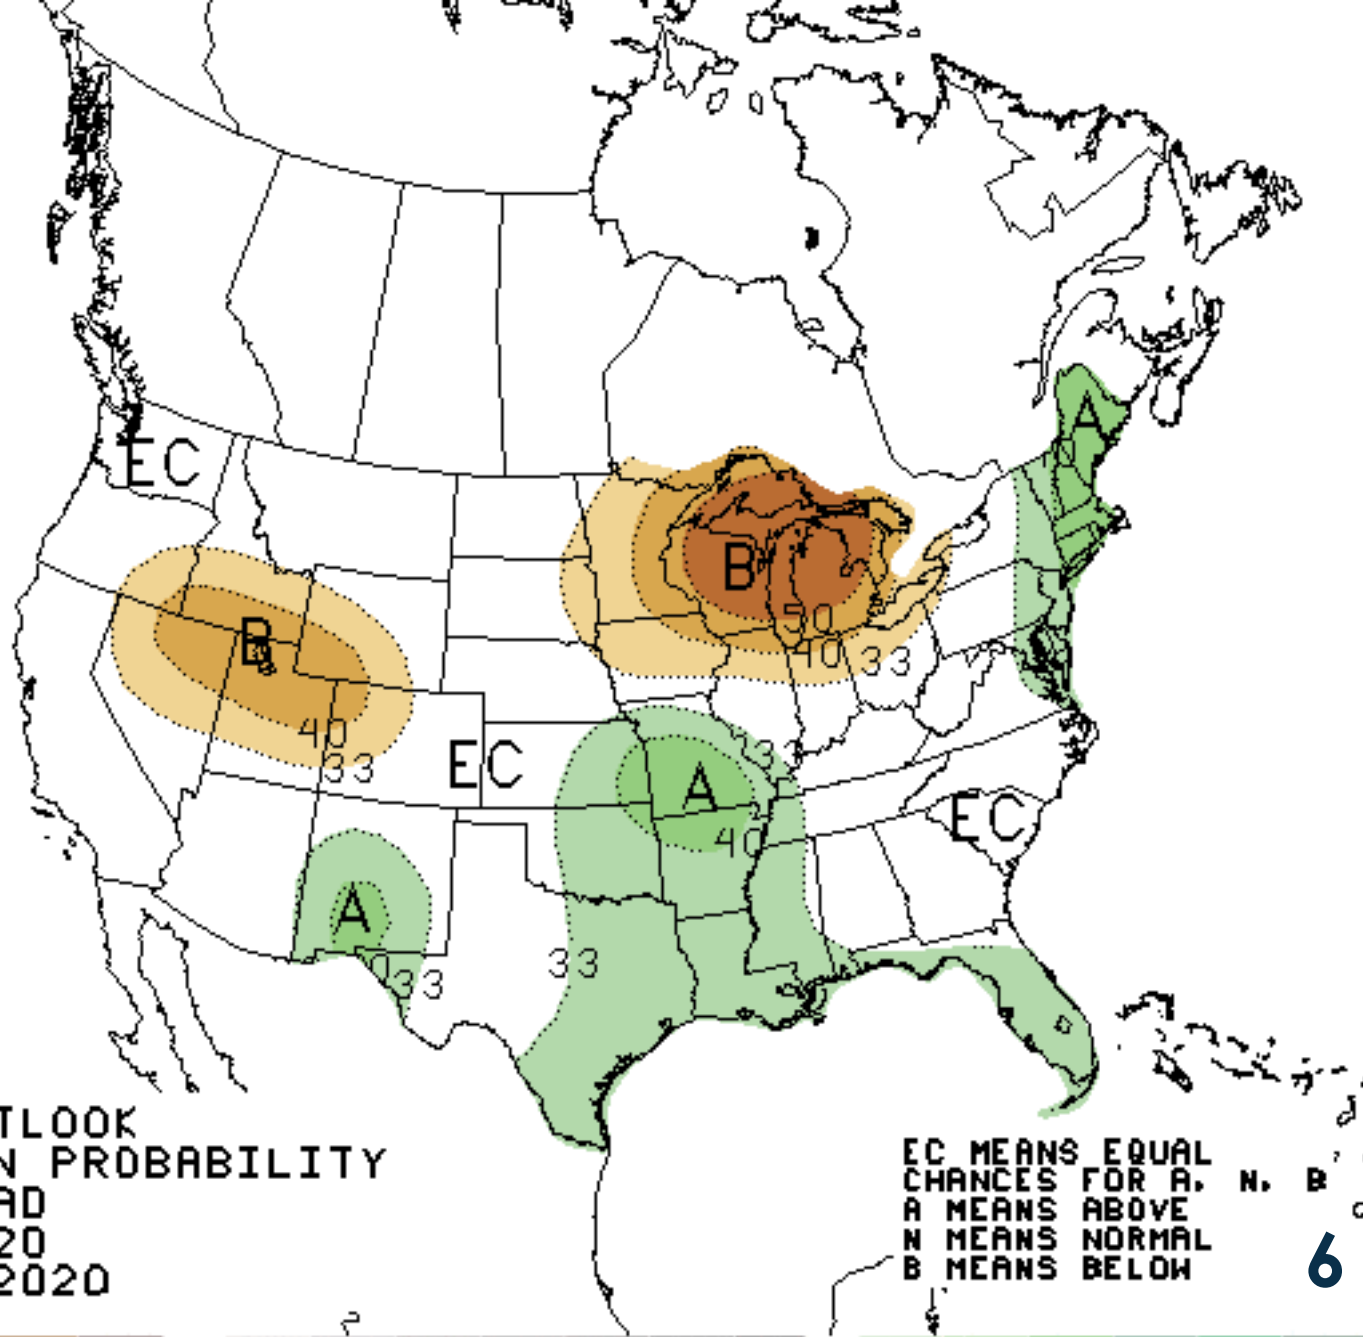 A
EC
B
B
50
40
33
40
33
EC
33
A
40
EC
A
33
33
TLOOK
N PROBABILITY
AD
20
2020
EC MEANS EQUAL
CHANCES FOR A, N, B
A MEANS ABOVE
N MEANS NORMAL
B MEANS BELOW
6